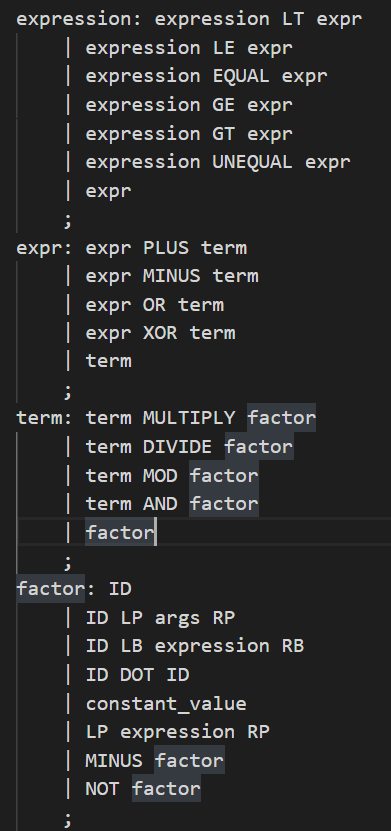 expression: expression LT expr
| expression LE expr
| expression EQUAL expr
| expression GE expr
| expression GT expr
| expression UNEQUAL expr
| expr
;
expr: expr PLUS term
| expr MINUS term
| expr OR term
| expr XOR term
| term
;
term: term MULTIPLY factor
| term DIVIDE factor
| term MOD factor
| term AND factor
| factor
;
factor: ID
| ID LP args RP
| ID LB expression RB
| ID DOT ID
| constant_value
| LP expression RP
| MINUS factor
| NOT factor
;